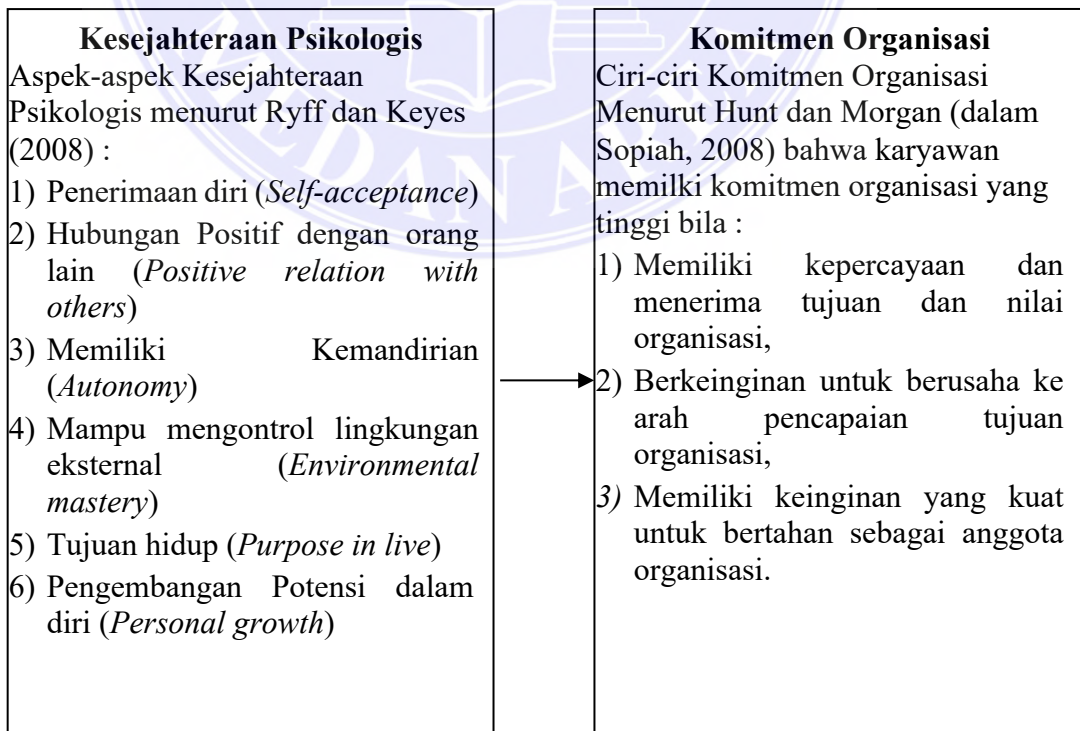 Kesejahteraan Psikologis
Aspek-aspek Kesejahteraan
Psikologis menurut Ryff dan Keyes
(2008) :
1) Penerimaan diri (Self-acceptance)
2) Hubungan Positif dengan orang
lain (Positive relation with
others)
3) Memiliki Kemandirian
(Autonomy)
4) Mampu mengontrol lingkungan
eksternal (Environmental
mastery)
5) Tujuan hidup (Purpose in live)
6) Pengembangan Potensi dalam
diri (Personal growth)
Komitmen Organisasi
Ciri-ciri Komitmen Organisasi
Menurut Hunt dan Morgan (dalam
Sopiah, 2008) bahwa karyawan
memilki komitmen organisasi yang
tinggi bila :
1) Memiliki kepercayaan dan
menerima tujuan dan nilai
organisasi,
2) Berkeinginan untuk berusaha ke
arah pencapaian tujuan
organisasi,
3) Memiliki keinginan yang kuat
untuk bertahan sebagai anggota
organisasi.